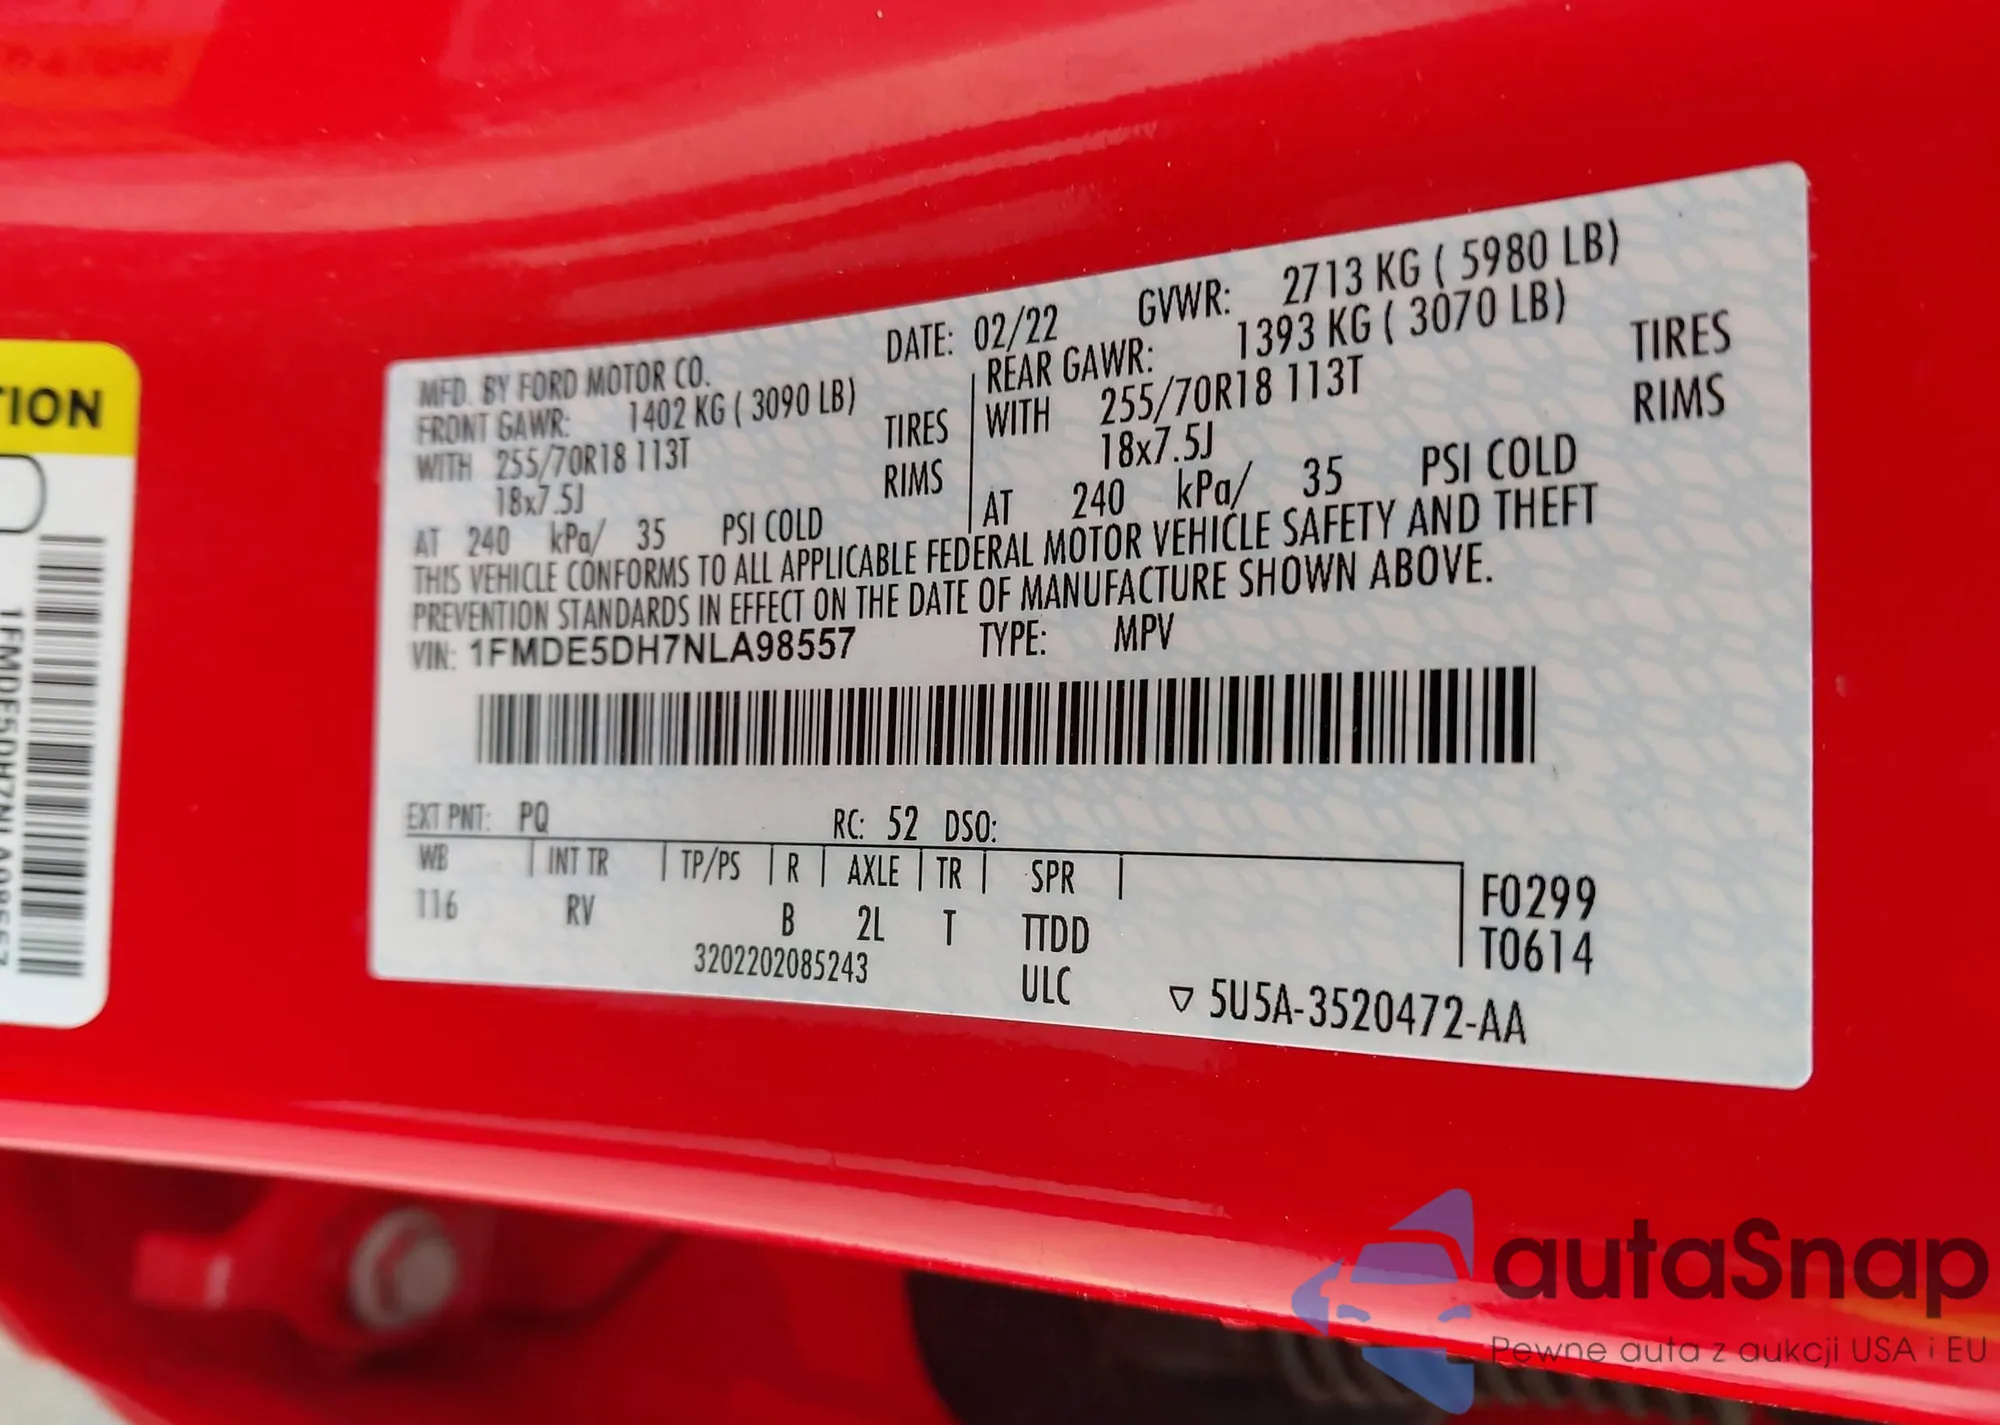 TION
1FMDE5DH7NLA98557
MFD. BY FORD MOTOR CO. DATE: 02/22 GVWR: 2713 KG ( 5980 LB)
FRONT GAWR: 1402 KG ( 3090 LB) REAR GAWR: 1393 KG ( 3070 LB)
WITH 255/70R18 113T TIRES WITH 255/70R18 113T TIRES
18x7.5J RIMS 18x7.5J RIMS
AT 240 kPa/ 35 PSI COLD AT 240 kPa/ 35 PSI COLD
THIS VEHICLE CONFORMS TO ALL APPLICABLE FEDERAL MOTOR VEHICLE SAFETY AND THEFT
PREVENTION STANDARDS IN EFFECT ON THE DATE OF MANUFACTURE SHOWN ABOVE.
VIN: 1FMDE5DH7NLA98557 TYPE: MPV
EXT PNT: PQ RC: 52 DSO:
WB INT TR TP/PS R AXLE TR SPR F0299
116 RV B 2L T TTDD T0614
3202202085243 ULC ▽ 5U5A-3520472-AA
autaSnap
Pewne auta z aukcji USA i EU